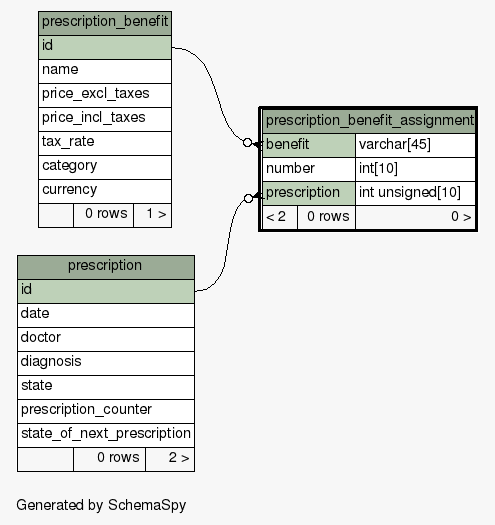 prescription_benefit
id
name
price_excl_taxes
price_incl_taxes
tax_rate
category
currency
0 rows 1 >
prescription_benefit_assignment
benefit varchar[45]
number int[10]
prescription int unsigned[10]
< 2 0 rows 0 >
prescription
id
date
doctor
diagnosis
state
prescription_counter
state_of_next_prescription
0 rows 2 >
Generated by SchemaSpy